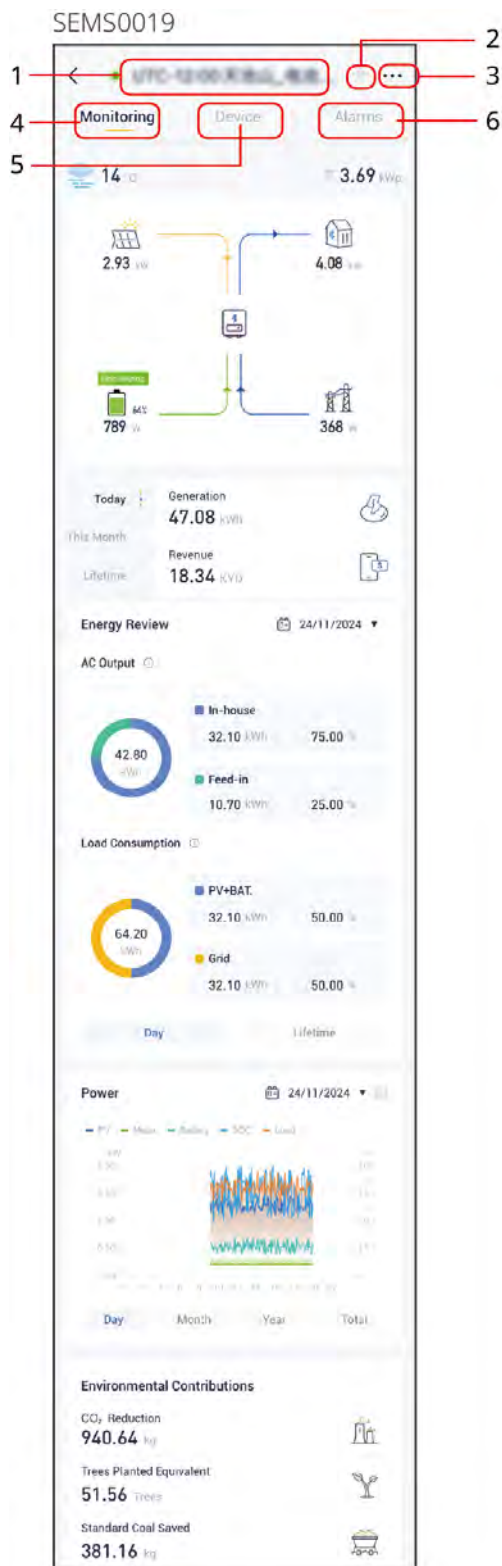 SEMS0019
2
1
3
4
Monitoring
Device
Alarms
6
5
14
3.69 kWp
2.93 kW
4.08 kW
64%
789 W
368 W
Today
Generation
47.08 kWh
This Month
Revenue
18.34
Lifetime
Energy Review
24/11/2024
AC Output
In-house
32.10 kWh 75.00 %
42.80
kWh
Feed-in
10.70 kWh 25.00 %
Load Consumption
PV+BAT.
32.10 kWh 50.00 %
64.20
kWh
Grid
32.10 kWh 50.00 %
Day Lifetime
Power
24/11/2024
PV Meter Battery SOC Load
kW
Day Month Year Total
Environmental Contributions
CO₂ Reduction
940.64 kg
Trees Planted Equivalent
51.56 Trees
Standard Coal Saved
381.16 kg